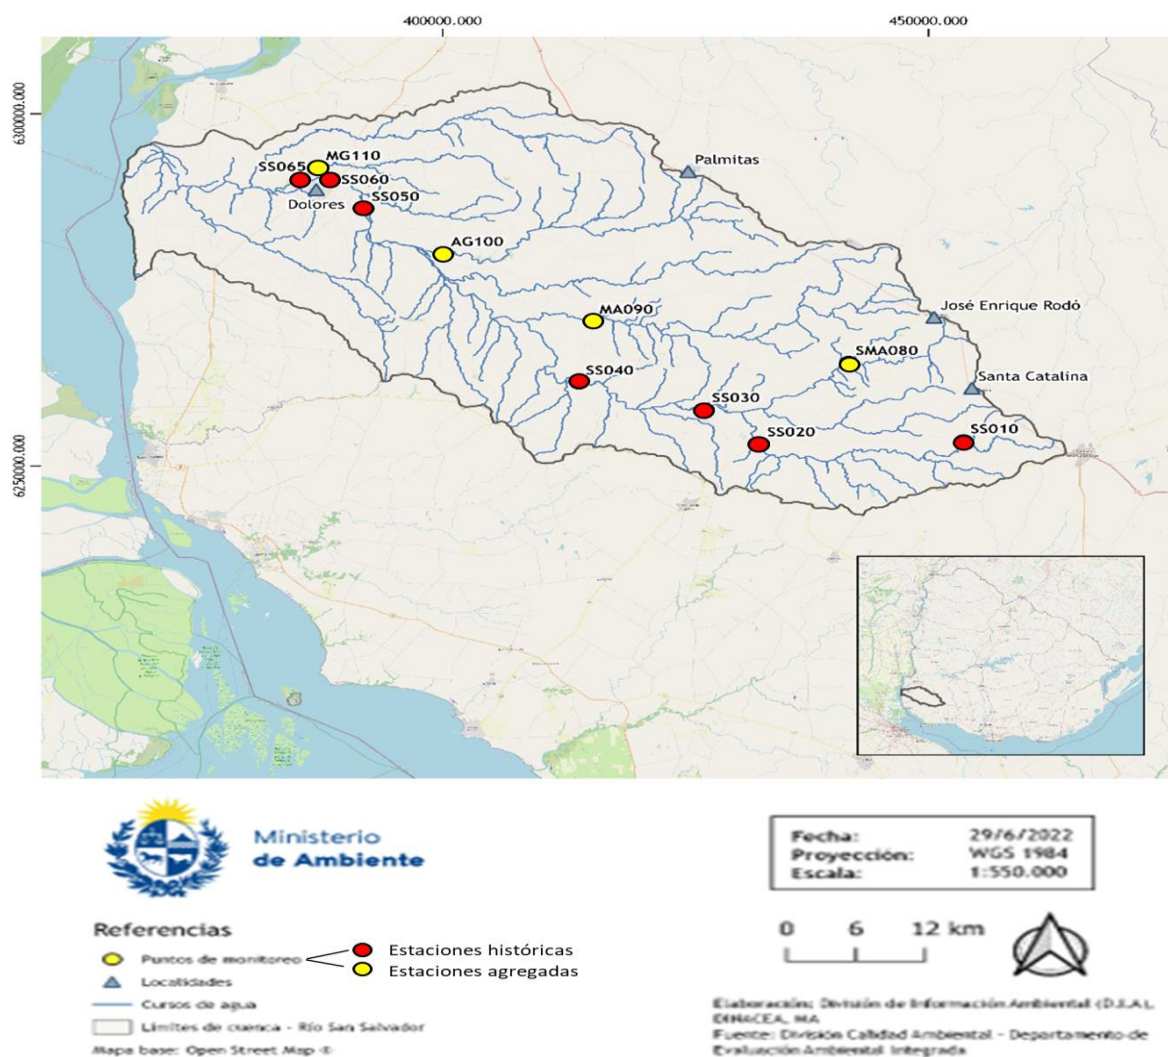 400000.000
450000.000
6300000.000
6250000.000
MG110
SS065
SS060
Dolores
SS050
Palmitas
AG100
MA090
José Enrique Rodó
SMA080
SS040
Santa Catalina
SS030
SS020
SS010
Ministerio
de Ambiente
Fecha: 29/6/2022
Proyección: WGS 1984
Escala: 1:550.000
0 6 12 km
Referencias
Puntos de monitoreo
Estaciones históricas
Estaciones agregadas
Localidades
Cursos de agua
Límites de cuenca - Río San Salvador
Mapa base: Open Street Map ©
Elaboración: División de Información Ambiental (D.I.A),
DINACEA, MA
Fuente: División Calidad Ambiental - Departamento de
Evaluación Ambiental Integrada